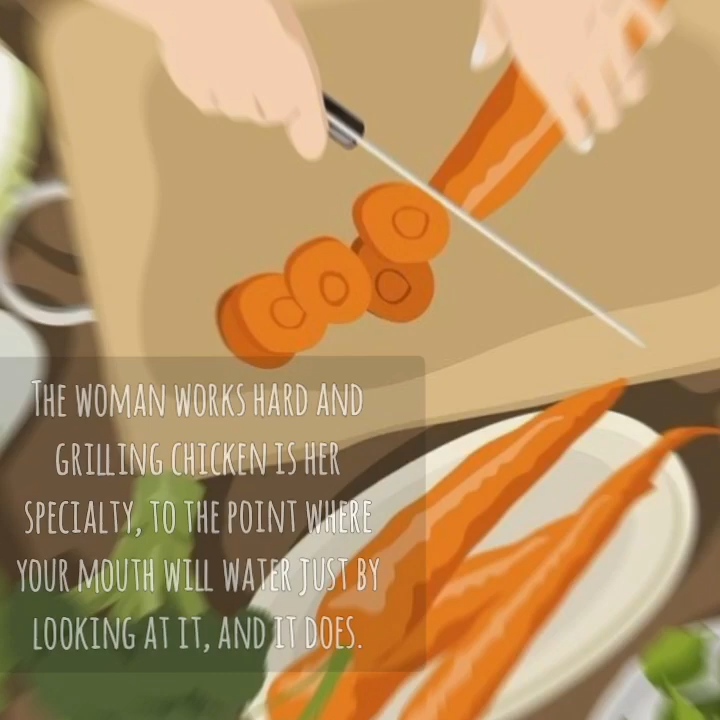 THE WOMAN WORKS HARD AND
GRILLING CHICKEN IS HER
SPECIALTY, TO THE POINT WHERE
YOUR MOUTH WILL WATER JUST BY
LOOKING AT IT, AND IT DOES.